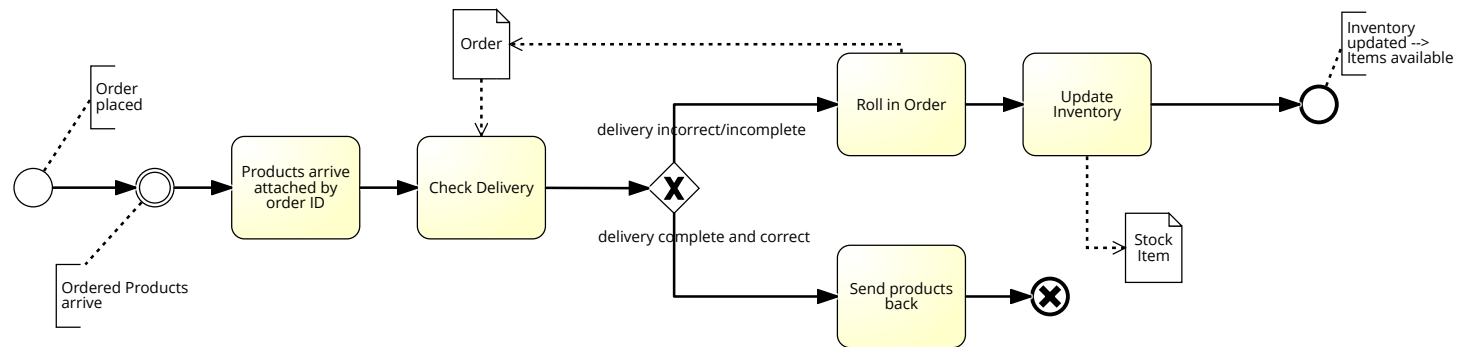 Order
placed
Ordered Products
arrive
Products arrive
attached by
order ID
Order
Check Delivery
delivery incorrect/incomplete
delivery complete and correct
Roll in Order
Update
Inventory
Inventory
updated -->
Items available
Stock
Item
Send products
back